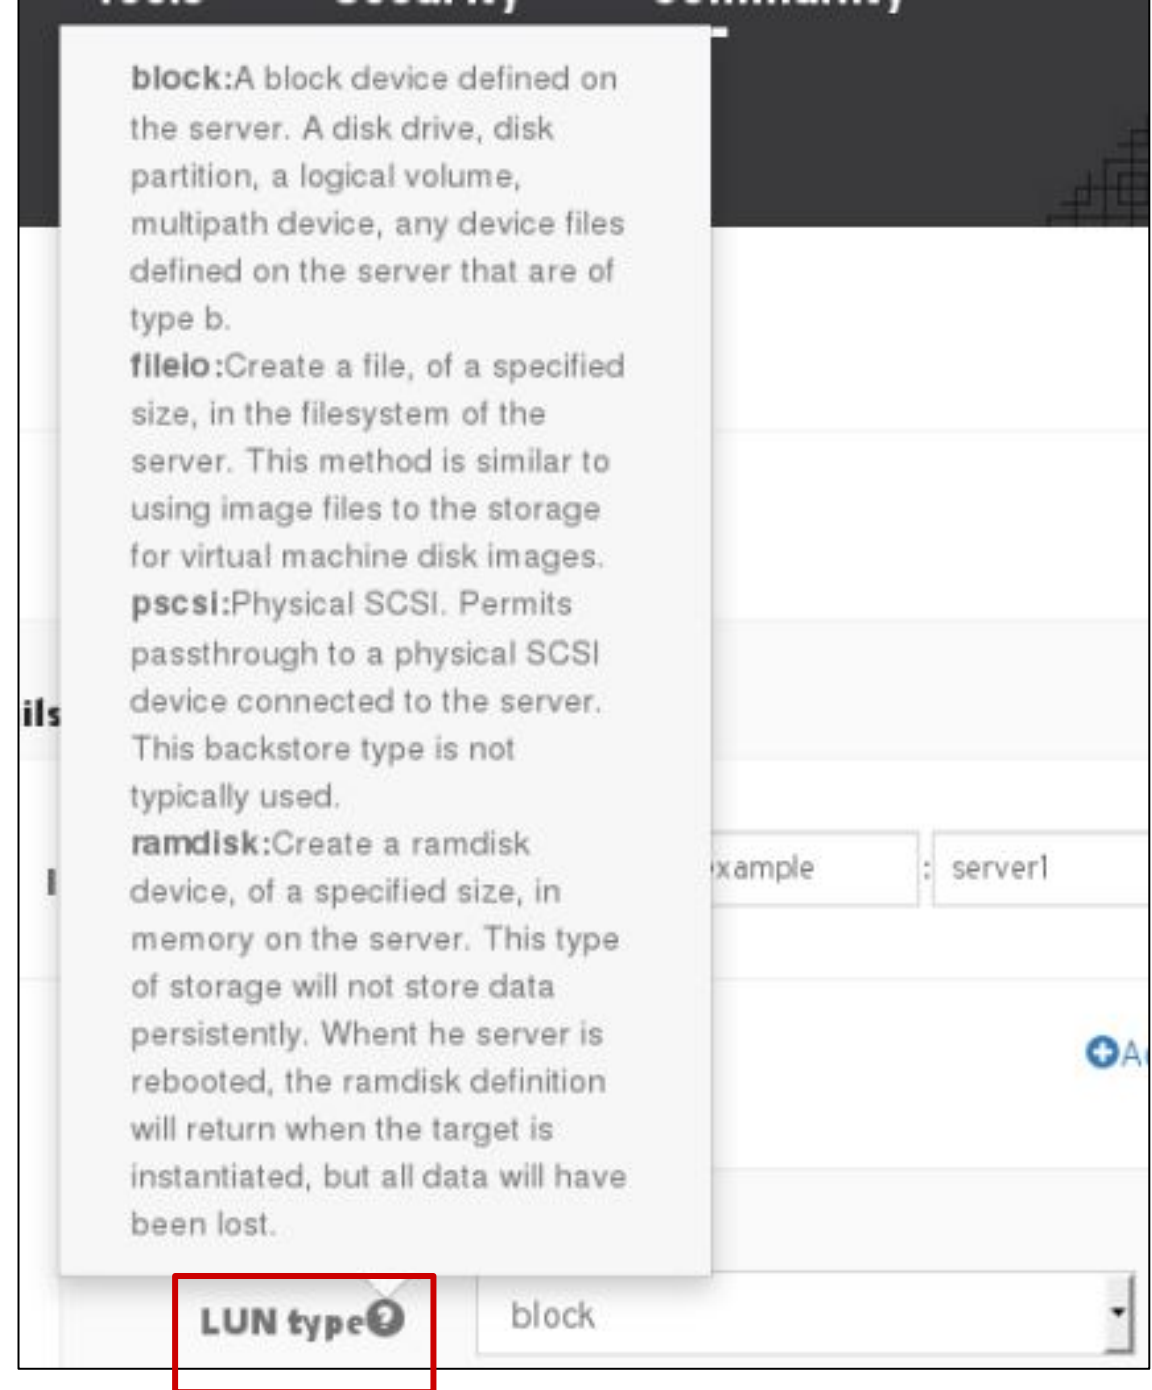 Tools Security Community
block:A block device defined on
the server. A disk drive, disk
partition, a logical volume,
multipath device, any device files
defined on the server that are of
type b.
fileio:Create a file, of a specified
size, in the filesystem of the
server. This method is similar to
using image files to the storage
for virtual machine disk images.
pscsi:Physical SCSI. Permits
passthrough to a physical SCSI
device connected to the server.
This backstore type is not
typically used.
ils
ramdisk:Create a ramdisk
device, of a specified size, in
memory on the server. This type
of storage will not store data
persistently. Whent he server is
rebooted, the ramdisk definition
will return when the target is
instantiated, but all data will have
been lost.
xample : server1
LUN type? block